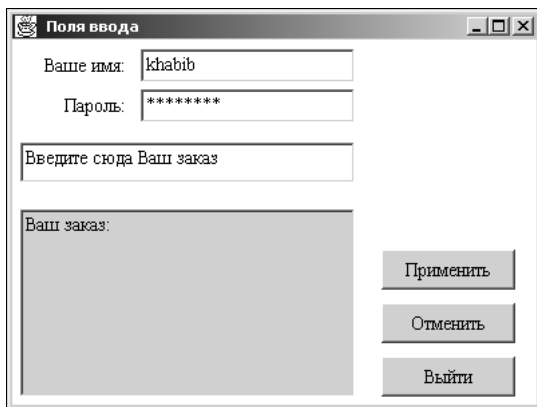 Поля ввода
Ваше имя: khabib
Пароль: ********
Введите сюда Ваш заказ
Ваш заказ:
Применить
Отменить
Выйти